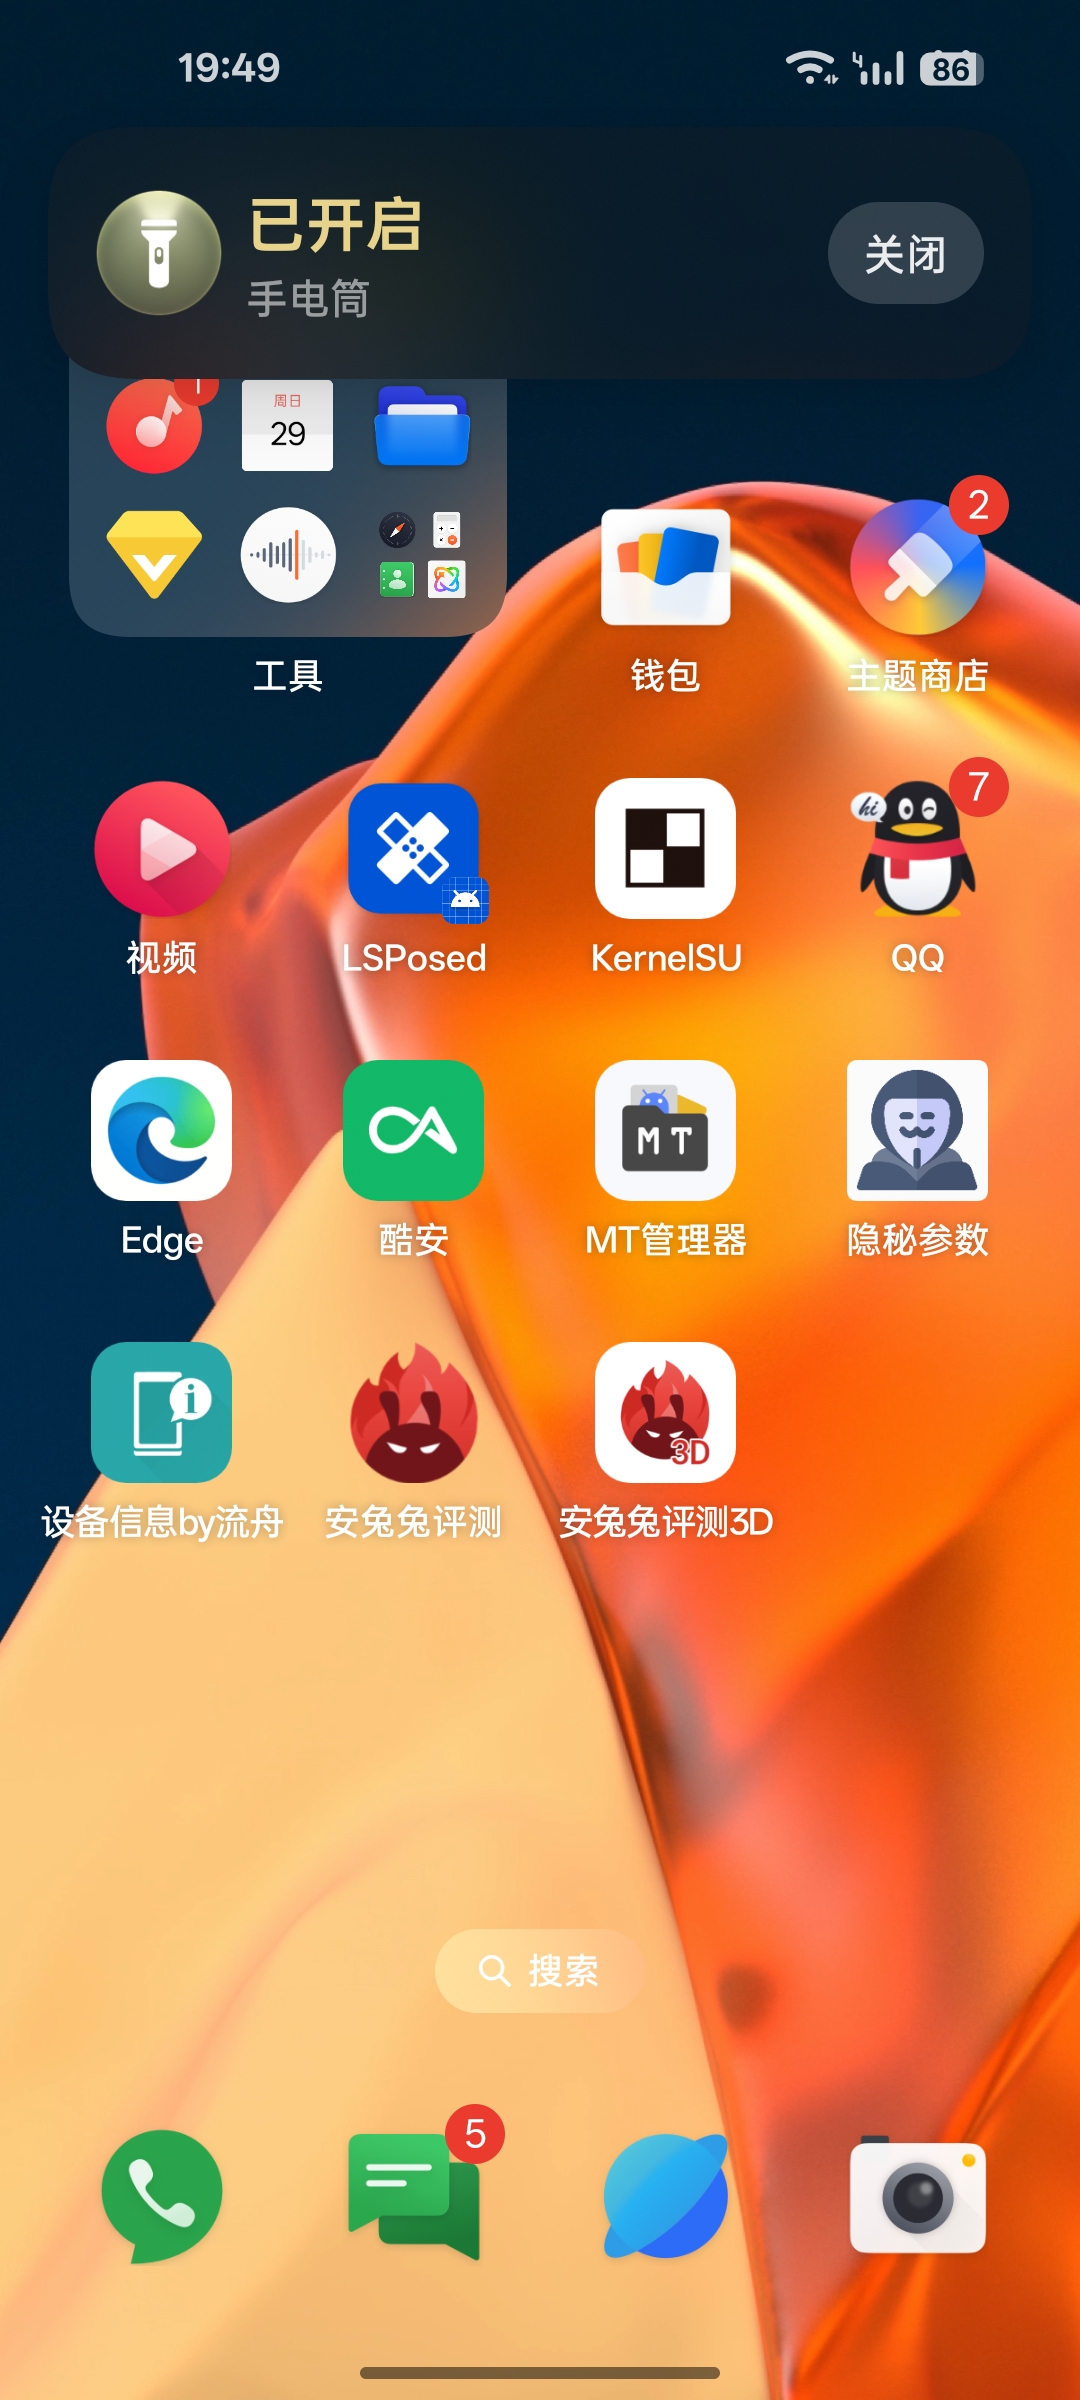 19:49
86
已开启
手电筒
关闭
周日
29
工具
钱包
2
主题商店
视频
LSPosed
KernelSU
hi
7
QQ
Edge
酷安
MT
MT管理器
隐秘参数
i
设备信息by流舟
安兔兔评测
3D
安兔兔评测3D
搜索
5